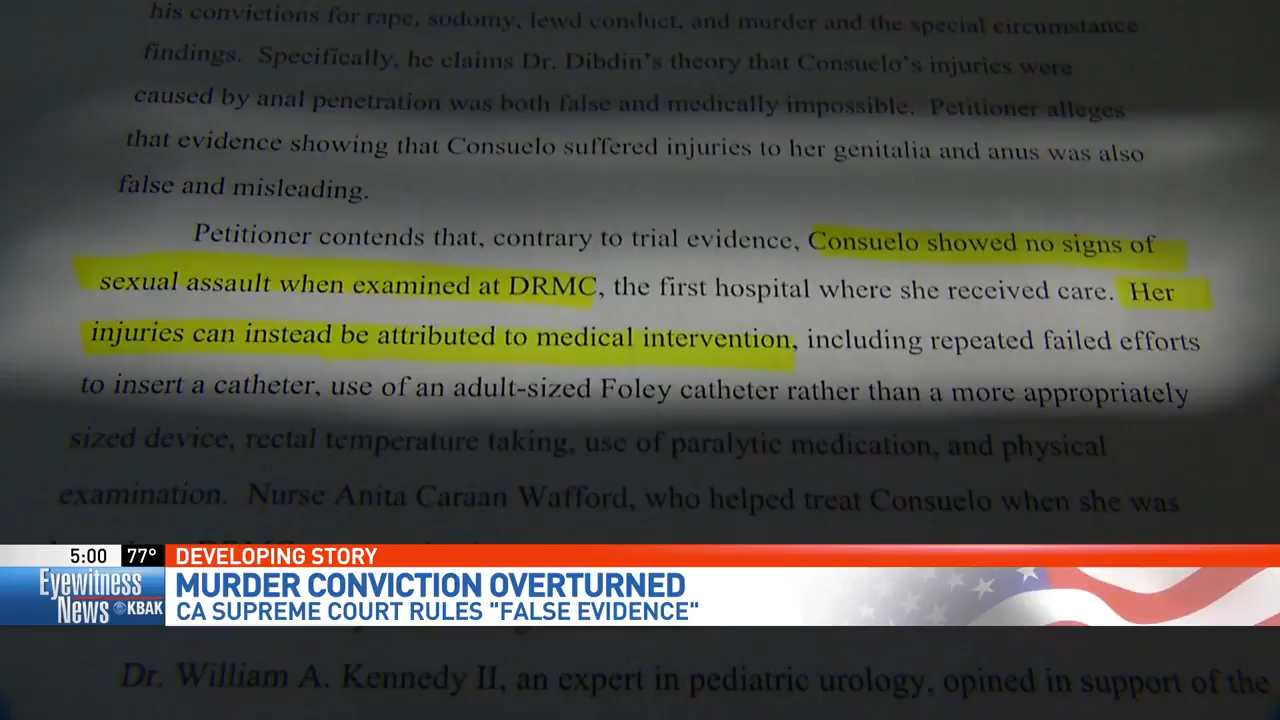 his convictions for rape, sodomy, lewd conduct, and murder and the special circumstance
findings. Specifically, he claims Dr. Dibdin's theory that Consuelo's injuries were
caused by anal penetration was both false and medically impossible. Petitioner alleges
that evidence showing that Consuelo suffered injuries to her genitalia and anus was also
false and misleading.
Petitioner contends that, contrary to trial evidence, Consuelo showed no signs of
sexual assault when examined at DRMC, the first hospital where she received care. Her
injuries can instead be attributed to medical intervention, including repeated failed efforts
to insert a catheter, use of an adult-sized Foley catheter rather than a more appropriately
sized device, rectal temperature taking, use of paralytic medication, and physical
examination. Nurse Anita Caraan Wafford, who helped treat Consuelo when she was
5:00 77° DEVELOPING STORY
Eyewitness News KBAK
MURDER CONVICTION OVERTURNED
CA SUPREME COURT RULES "FALSE EVIDENCE"
Dr. William A. Kennedy II, an expert in pediatric urology, opined in support of the